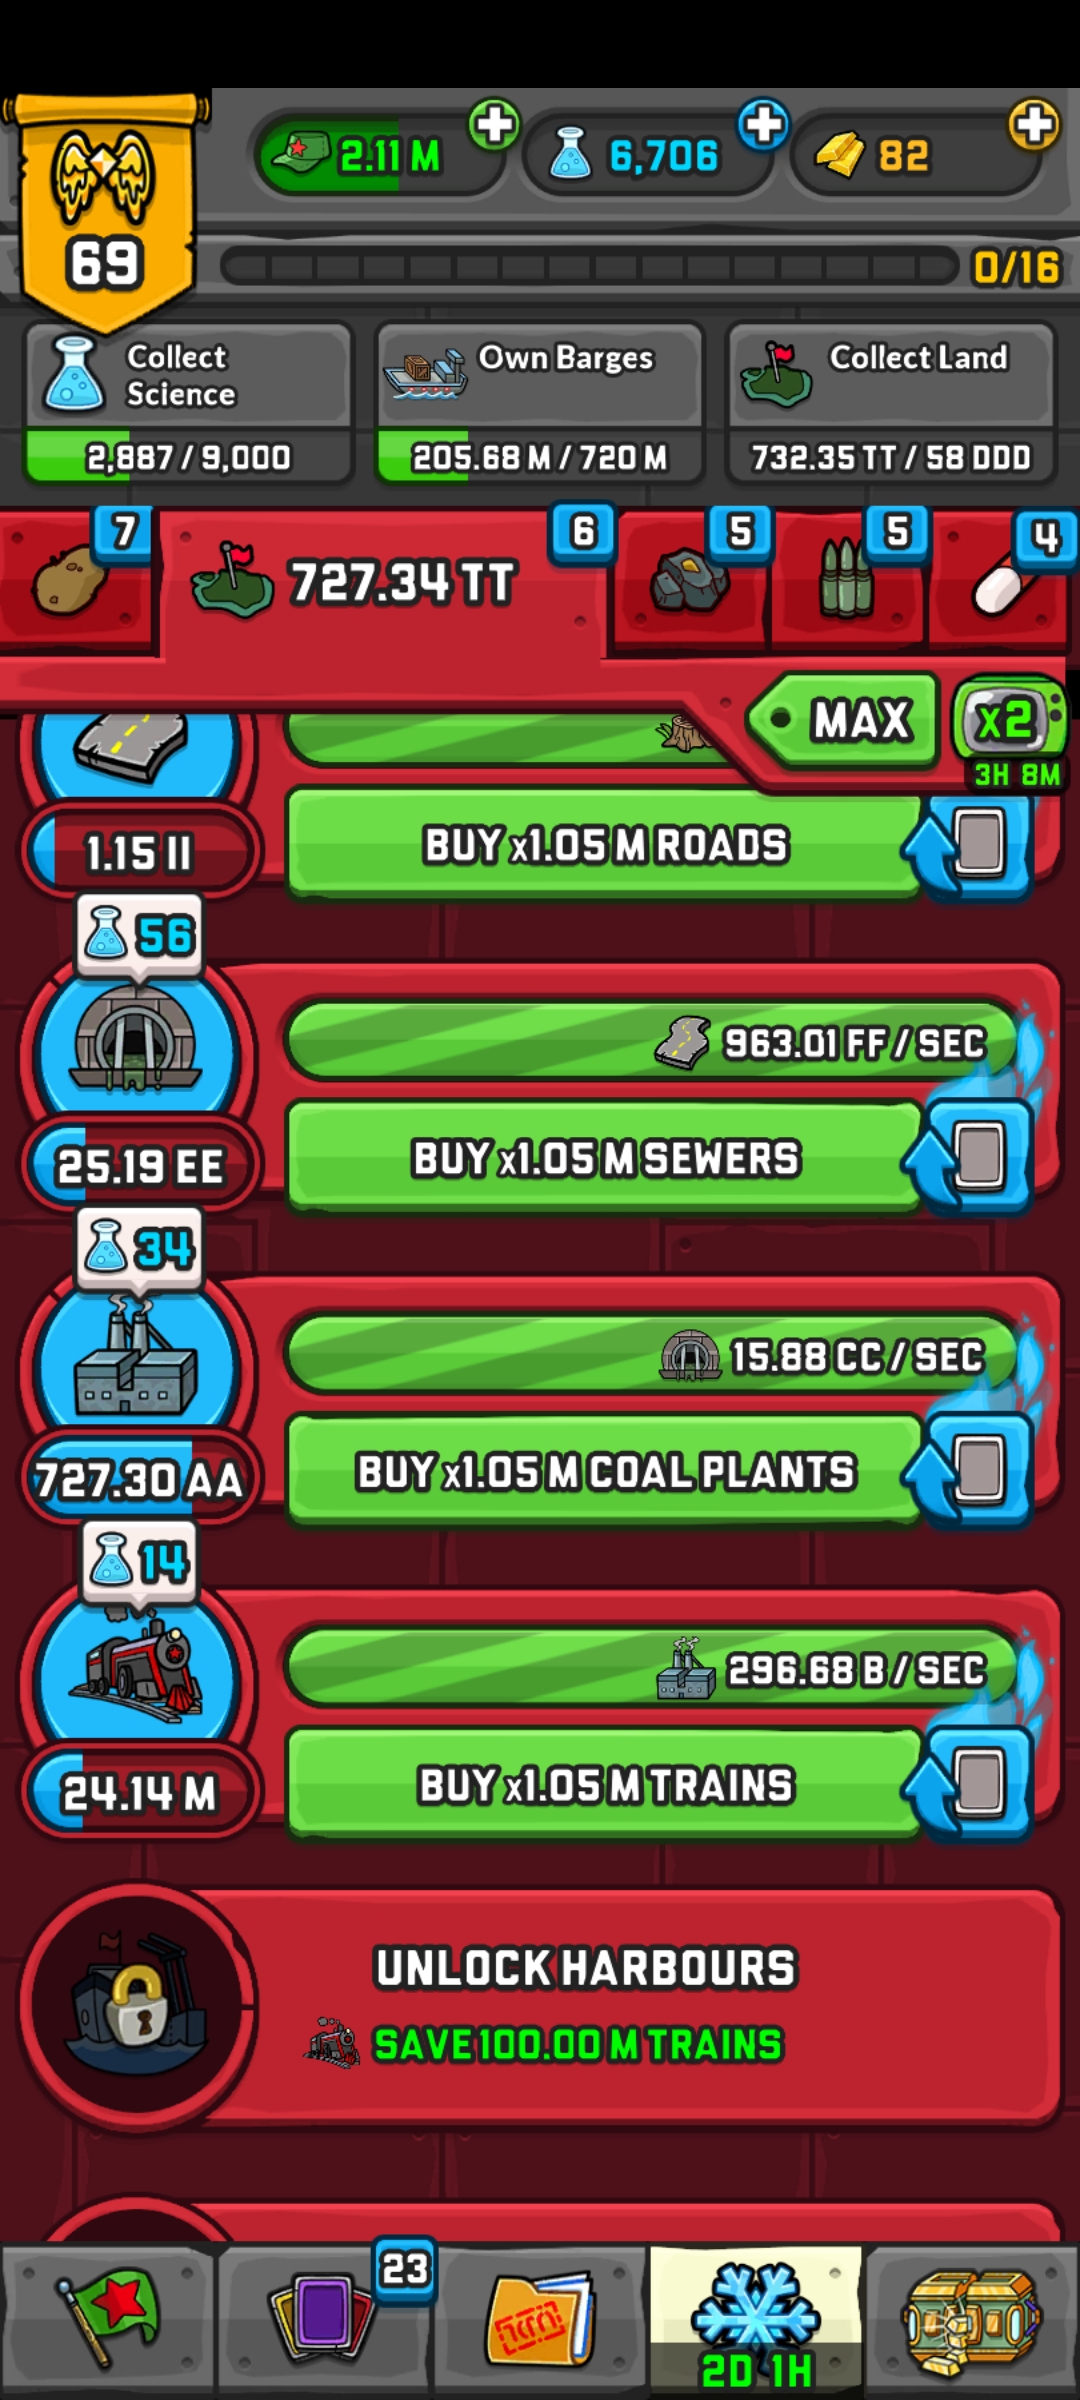 2.11 M
6,706
82
69
0/16
Collect
Science
2,887 / 9,000
Own Barges
205.68 M / 720 M
Collect Land
732.35 TT / 58 DDD
7
727.34 TT
6
5
5
4
MAX
x2
3H 8M
1.15 II
BUY x1.05 M ROADS
56
963.01 FF / SEC
25.19 EE
BUY x1.05 M SEWERS
34
15.88 CC / SEC
727.30 AA
BUY x1.05 M COAL PLANTS
14
296.68 B / SEC
24.14 M
BUY x1.05 M TRAINS
UNLOCK HARBOURS
SAVE 100.00 M TRAINS
23
2D 1H